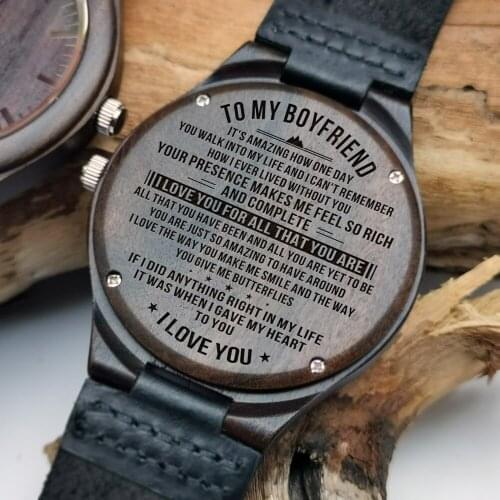 TO MY BOYFRIEND
IT'S AMAZING HOW ONE DAY
YOU WALK INTO MY LIFE AND I CAN'T REMEMBER
HOW I EVER LIVED WITHOUT YOU
YOUR PRESENCE MAKES ME FEEL SO RICH
AND COMPLETE
I LOVE YOU FOR ALL THAT YOU ARE
ALL THAT YOU HAVE BEEN AND ALL YOU ARE YET TO BE
YOU ARE JUST SO AMAZING TO HAVE AROUND
I LOVE THE WAY YOU MAKE ME SMILE AND THE WAY
YOU GIVE ME BUTTERFLIES
IF I DID ANYTHING RIGHT IN MY LIFE
IT WAS WHEN I GAVE MY HEART
TO YOU
I LOVE YOU